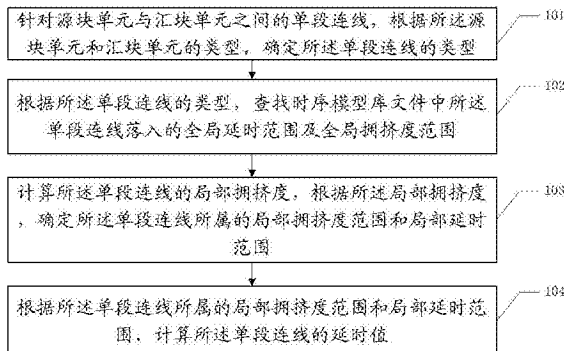 针对源块单元与汇块单元之间的单段连线，根据所述源
块单元和汇块单元的类型，确定所述单段连线的类型
101
根据所述单段连线的类型，查找时序模型库文件中所述
单段连线落入的全局延时范围及全局拥挤度范围
102
计算所述单段连线的局部拥挤度，根据所述局部拥挤度
，确定所述单段连线所属的局部拥挤度范围和局部延时
范围
103
根据所述单段连线所属的局部拥挤度范围和局部延时范
围，计算所述单段连线的延时值
104